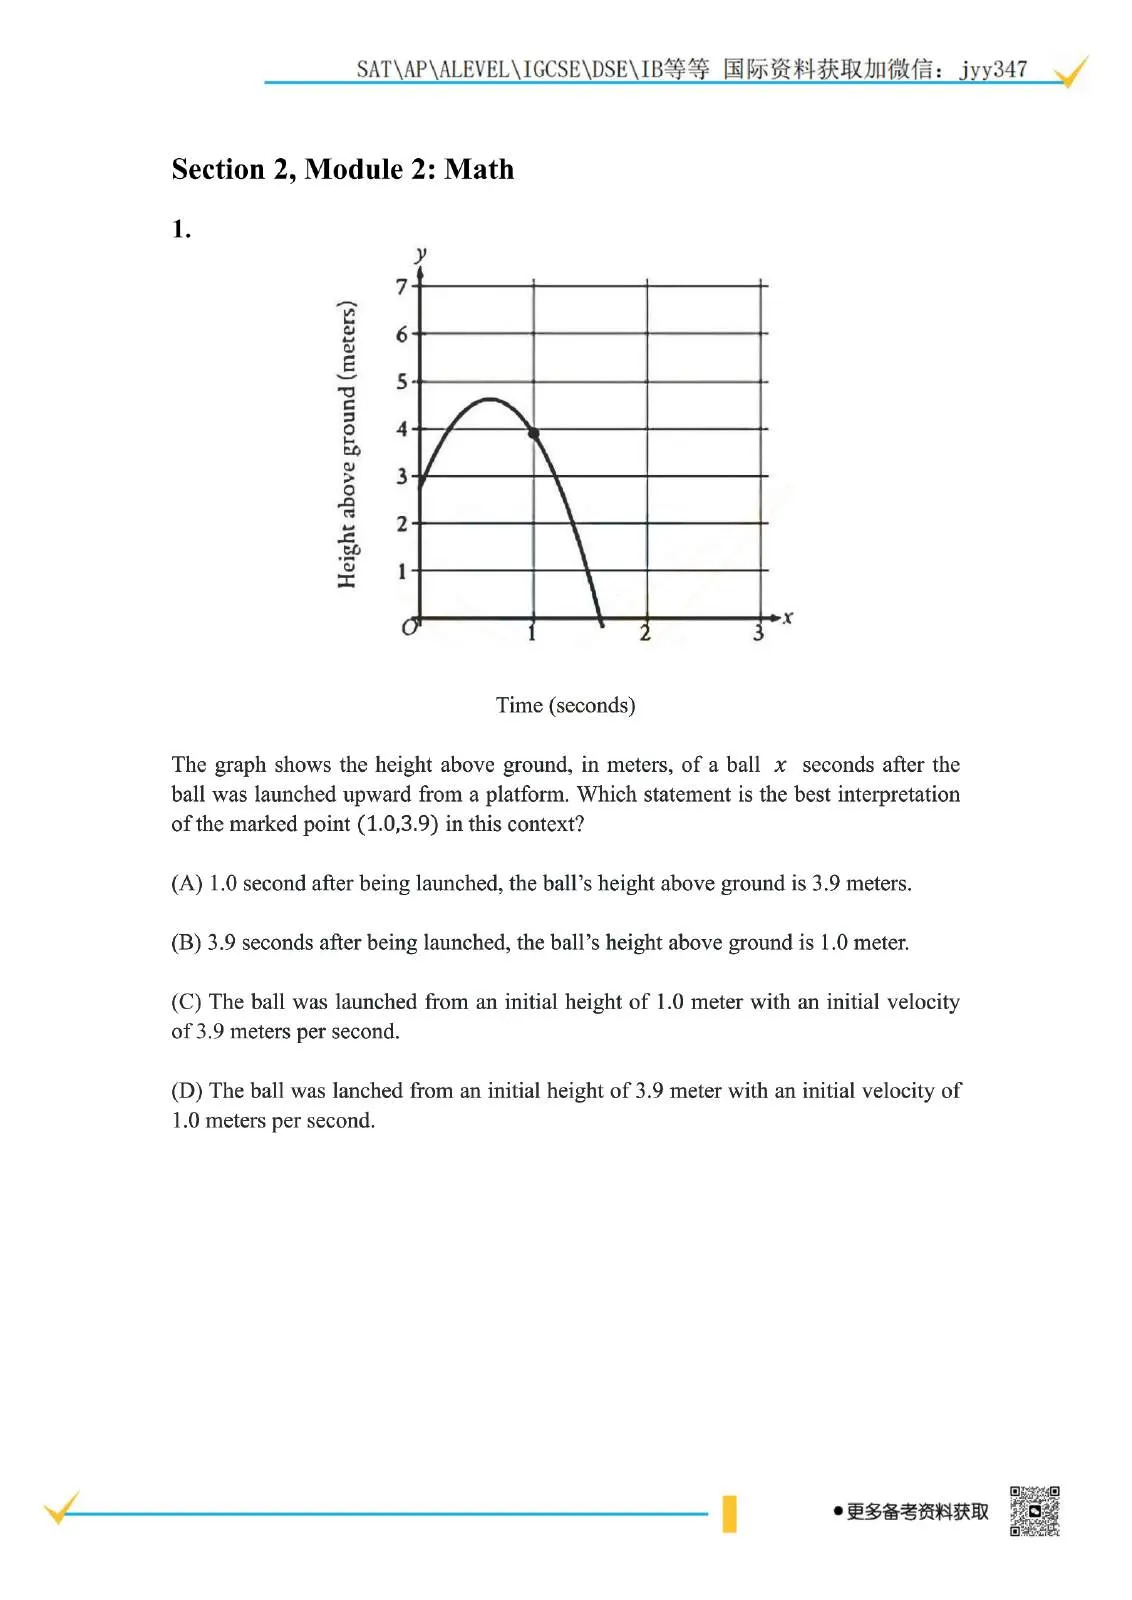 SAT\AP\ALEVEL\IGCSE\DSE\IB等等 国际资料获取加微信：jyy347
Section 2, Module 2: Math
1.
y
7
6
5
4
3
2
1
O
1
2
3
x
Height above ground (meters)
Time (seconds)
The graph shows the height above ground, in meters, of a ball x seconds after the
ball was launched upward from a platform. Which statement is the best interpretation
of the marked point (1.0,3.9) in this context?
(A) 1.0 second after being launched, the ball's height above ground is 3.9 meters.
(B) 3.9 seconds after being launched, the ball's height above ground is 1.0 meter.
(C) The ball was launched from an initial height of 1.0 meter with an initial velocity
of 3.9 meters per second.
(D) The ball was lanched from an initial height of 3.9 meter with an initial velocity of
1.0 meters per second.
●更多备考资料获取